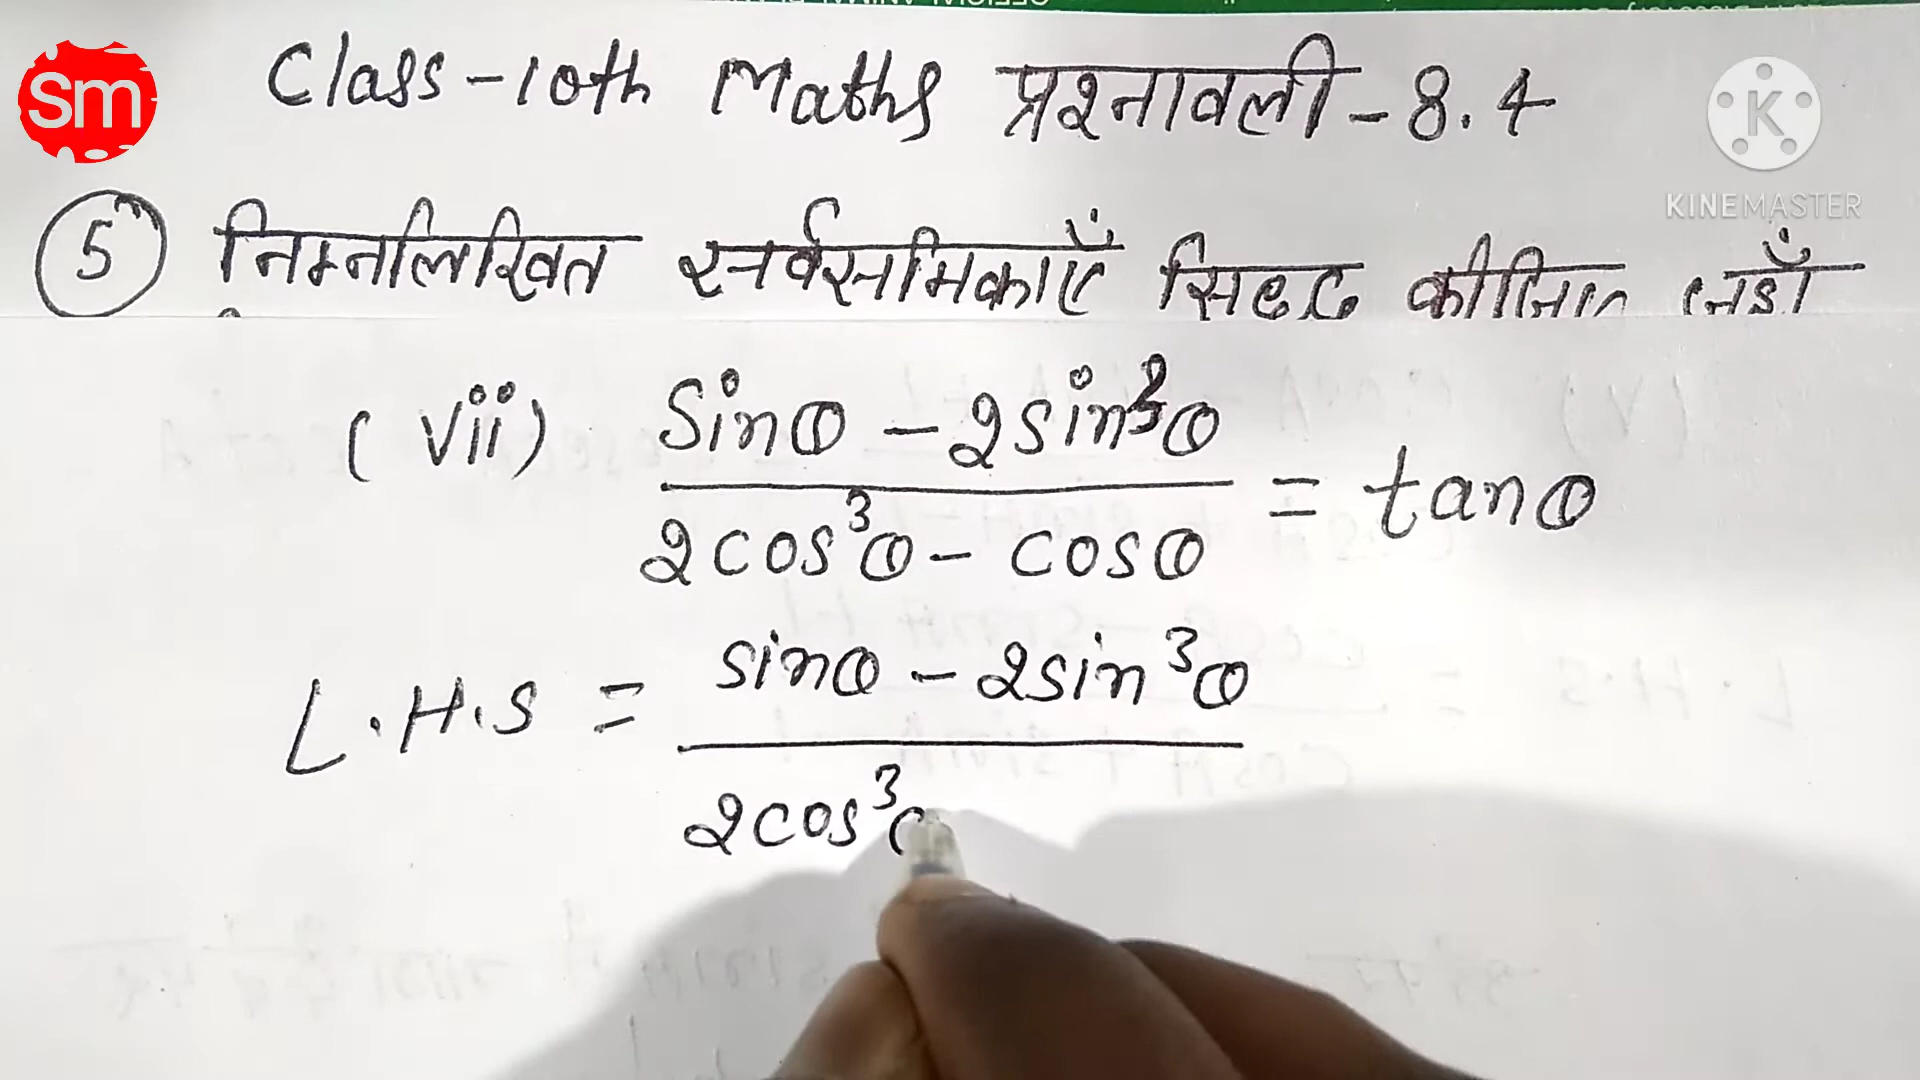 Sm
Class-10th Maths प्रश्नावली-8.4
K
KINEMASTER
5 निम्नलिखित सर्वसमिकाएँ सिद्ध कीजिए जहाँ
(vii) sinθ - 2sin³θ
2cos³θ - cosθ
= tanθ
L.H.S = sinθ - 2sin³θ
2cos³